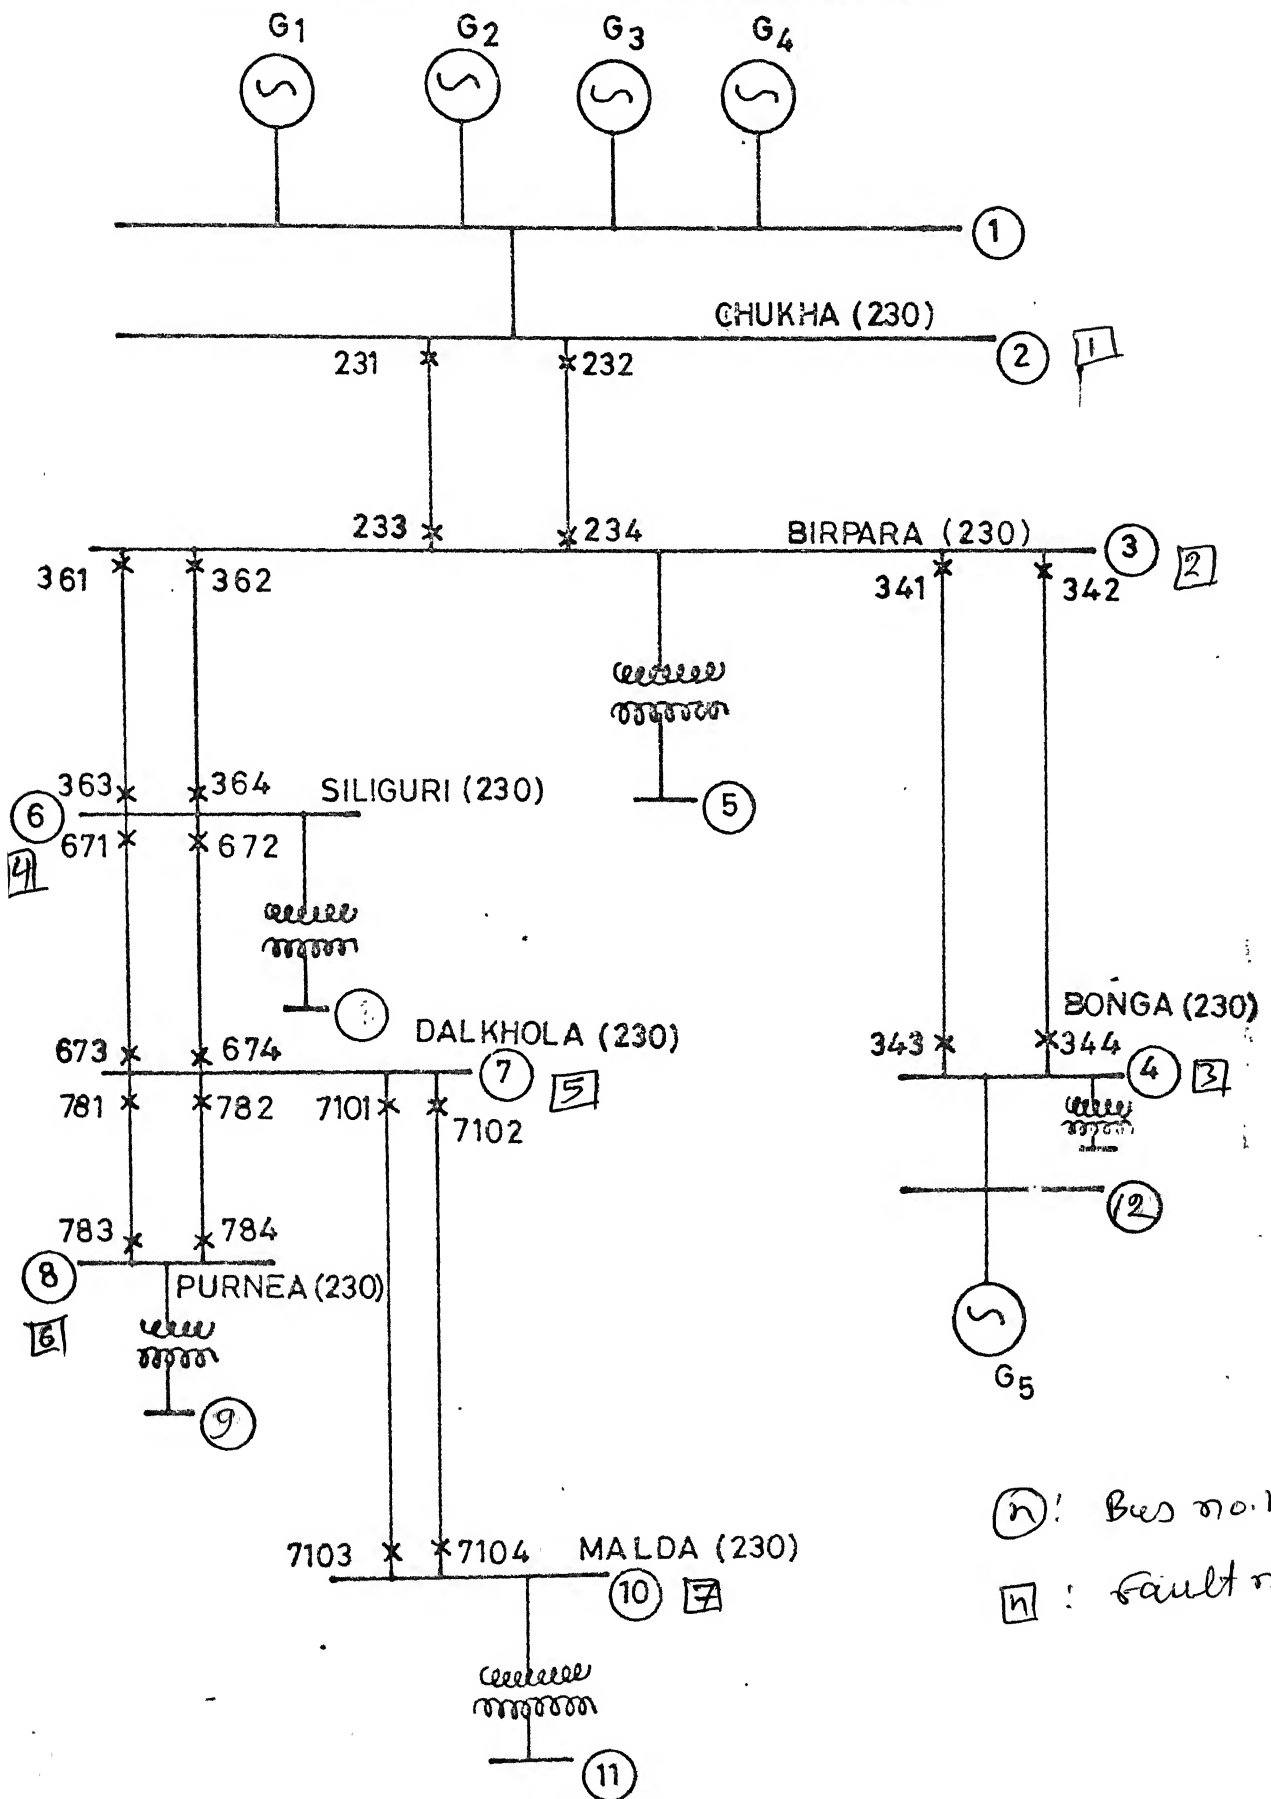 G1 G2 G3 G4
1
CHUKHA (230)
2 1
231 232
233 234 BIRPARA (230) 3 2
361 362 341 342
363 364 SILIGURI (230) 5
6 671 672
4
BONGA (230)
DALKHOLA (230)
673 674 7 343 344 4 3
781 782 7101 7102 5
12
783 784
8 PURNEA (230)
6
G5
9
n : Bus no.
7103 7104 MALDA (230)
10 7
n : Fault
11